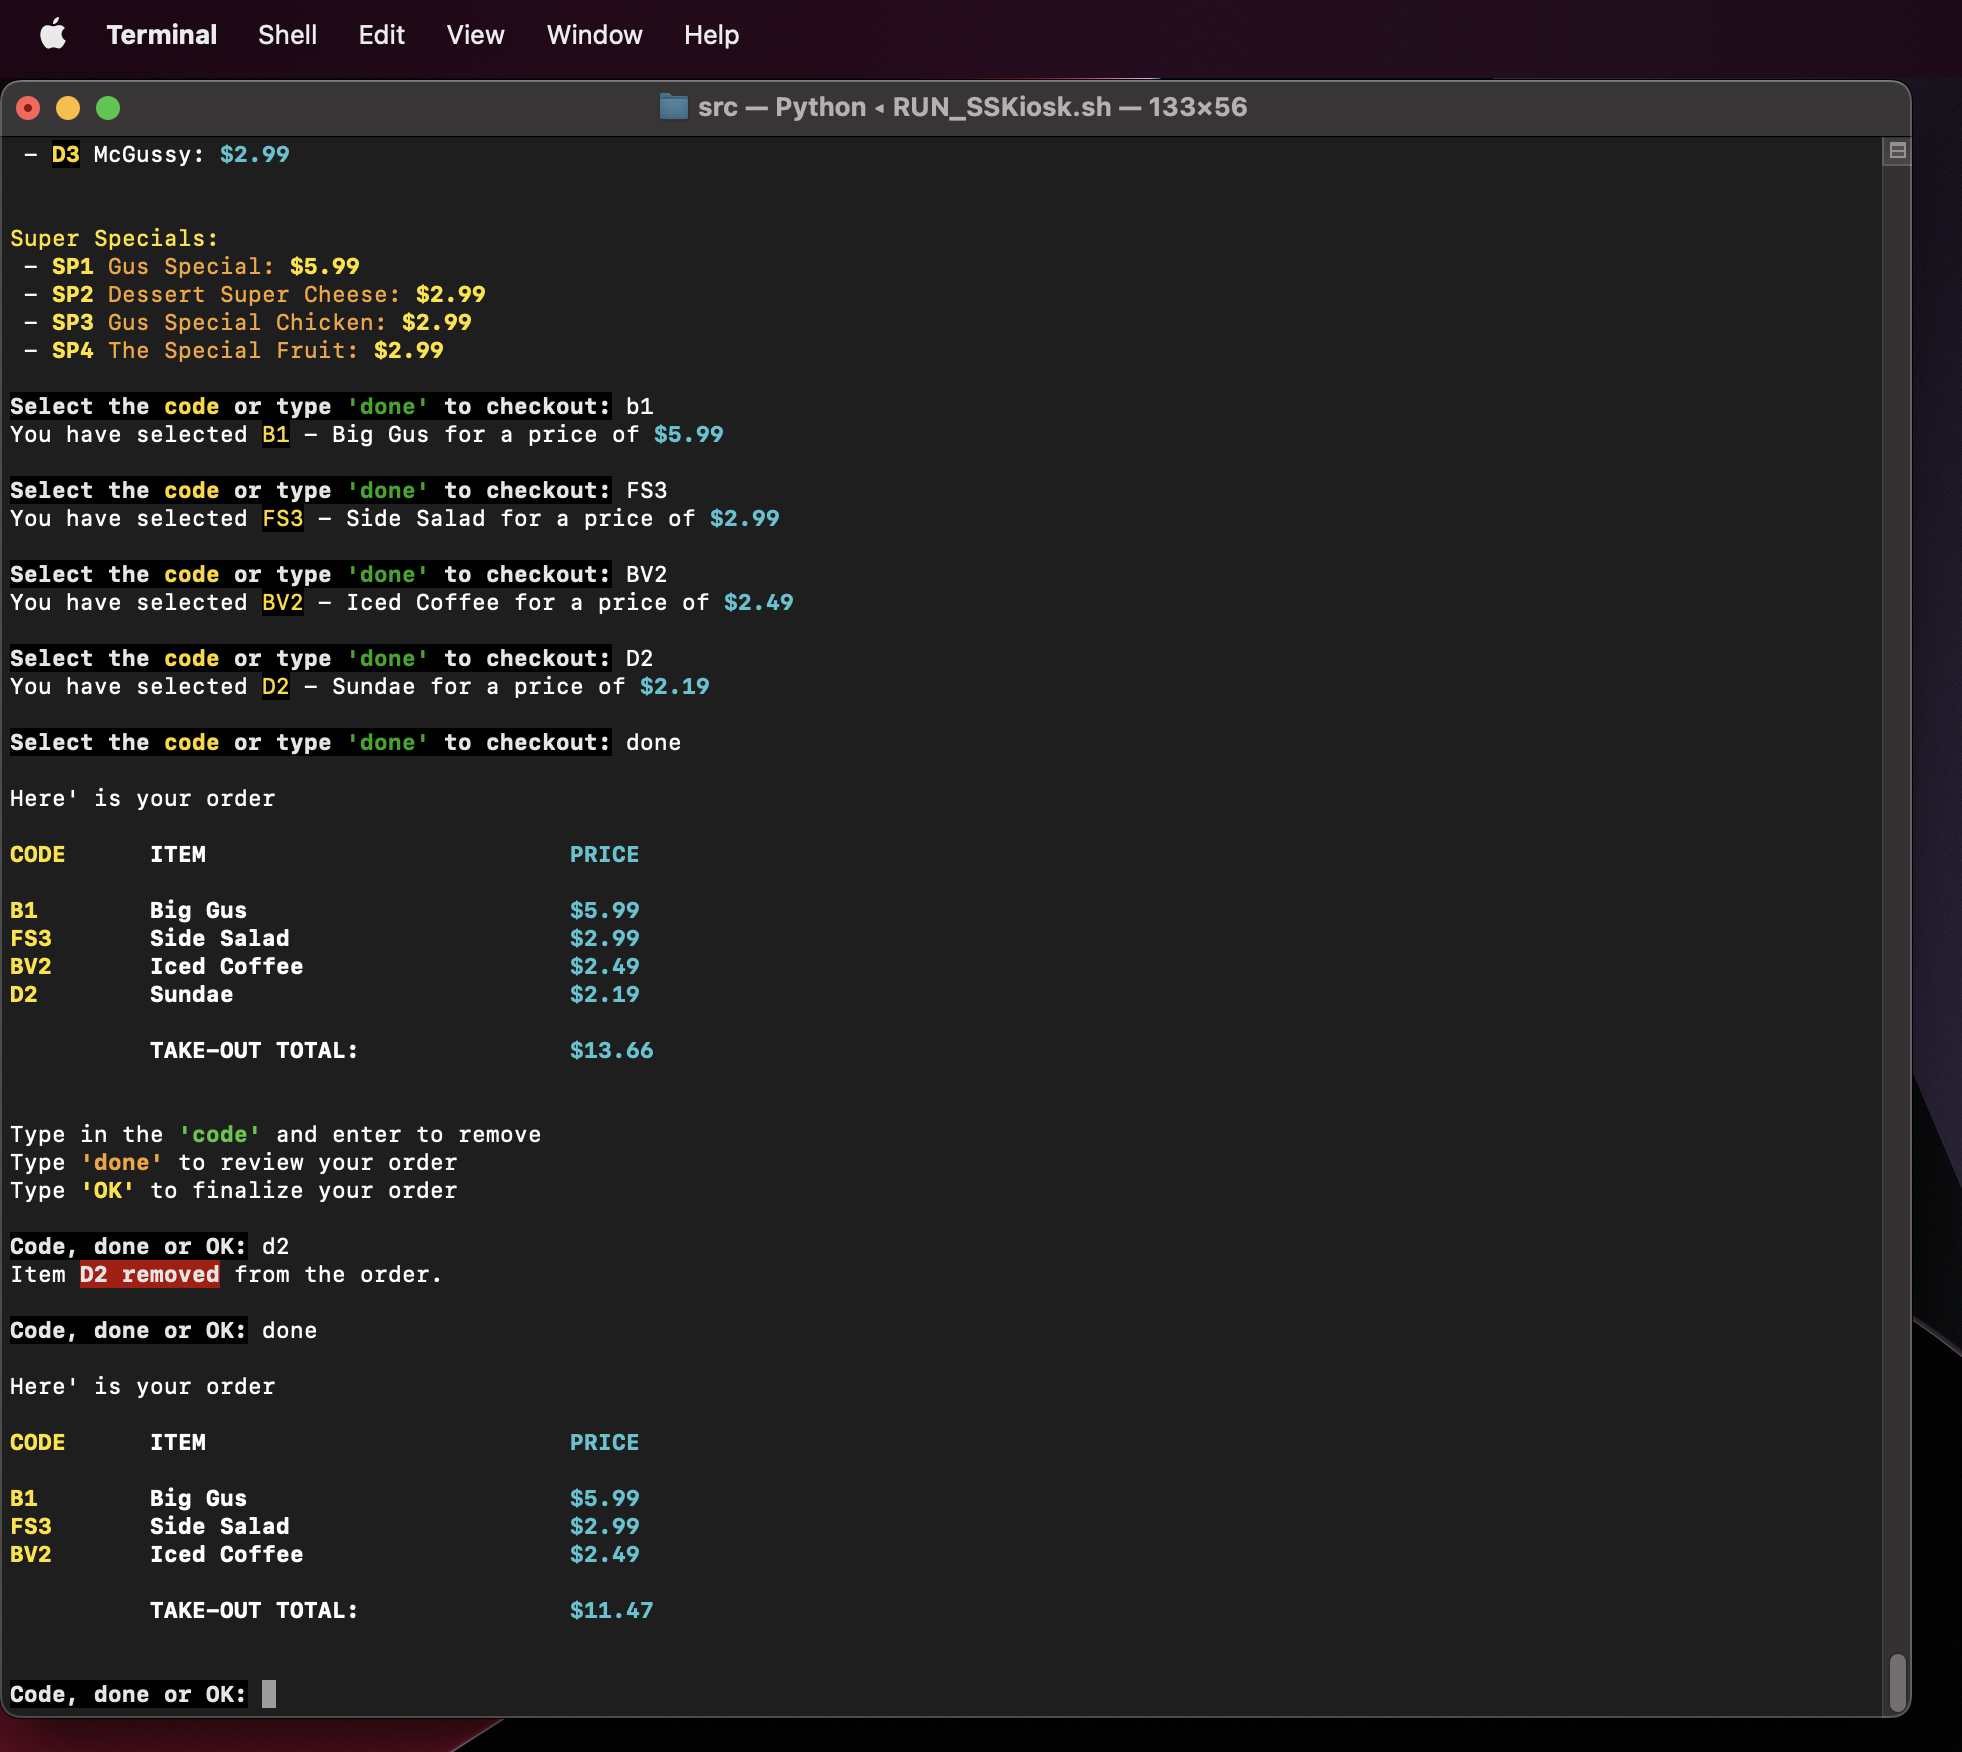 Terminal Shell Edit View Window Help
src — Python ◂ RUN_SSKiosk.sh — 133×56
– D3 McGussy: $2.99
Super Specials:
– SP1 Gus Special: $5.99
– SP2 Dessert Super Cheese: $2.99
– SP3 Gus Special Chicken: $2.99
– SP4 The Special Fruit: $2.99
Select the code or type 'done' to checkout: b1
You have selected B1 – Big Gus for a price of $5.99
Select the code or type 'done' to checkout: FS3
You have selected FS3 – Side Salad for a price of $2.99
Select the code or type 'done' to checkout: BV2
You have selected BV2 – Iced Coffee for a price of $2.49
Select the code or type 'done' to checkout: D2
You have selected D2 – Sundae for a price of $2.19
Select the code or type 'done' to checkout: done
Here' is your order
CODE ITEM PRICE
B1 Big Gus $5.99
FS3 Side Salad $2.99
BV2 Iced Coffee $2.49
D2 Sundae $2.19
TAKE–OUT TOTAL: $13.66
Type in the 'code' and enter to remove
Type 'done' to review your order
Type 'OK' to finalize your order
Code, done or OK: d2
Item D2 removed from the order.
Code, done or OK: done
Here' is your order
CODE ITEM PRICE
B1 Big Gus $5.99
FS3 Side Salad $2.99
BV2 Iced Coffee $2.49
TAKE–OUT TOTAL: $11.47
Code, done or OK: